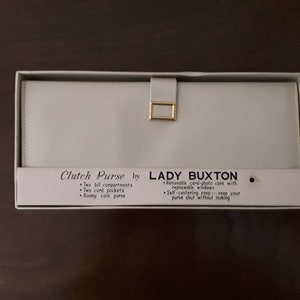 Clutch Purse by LADY BUXTON
• Two bill compartments
• Two card pockets
• Roomy coin purse
• Removable card-photo case with
replaceable windows
• Self-centering snap — snap your
purse shut without looking